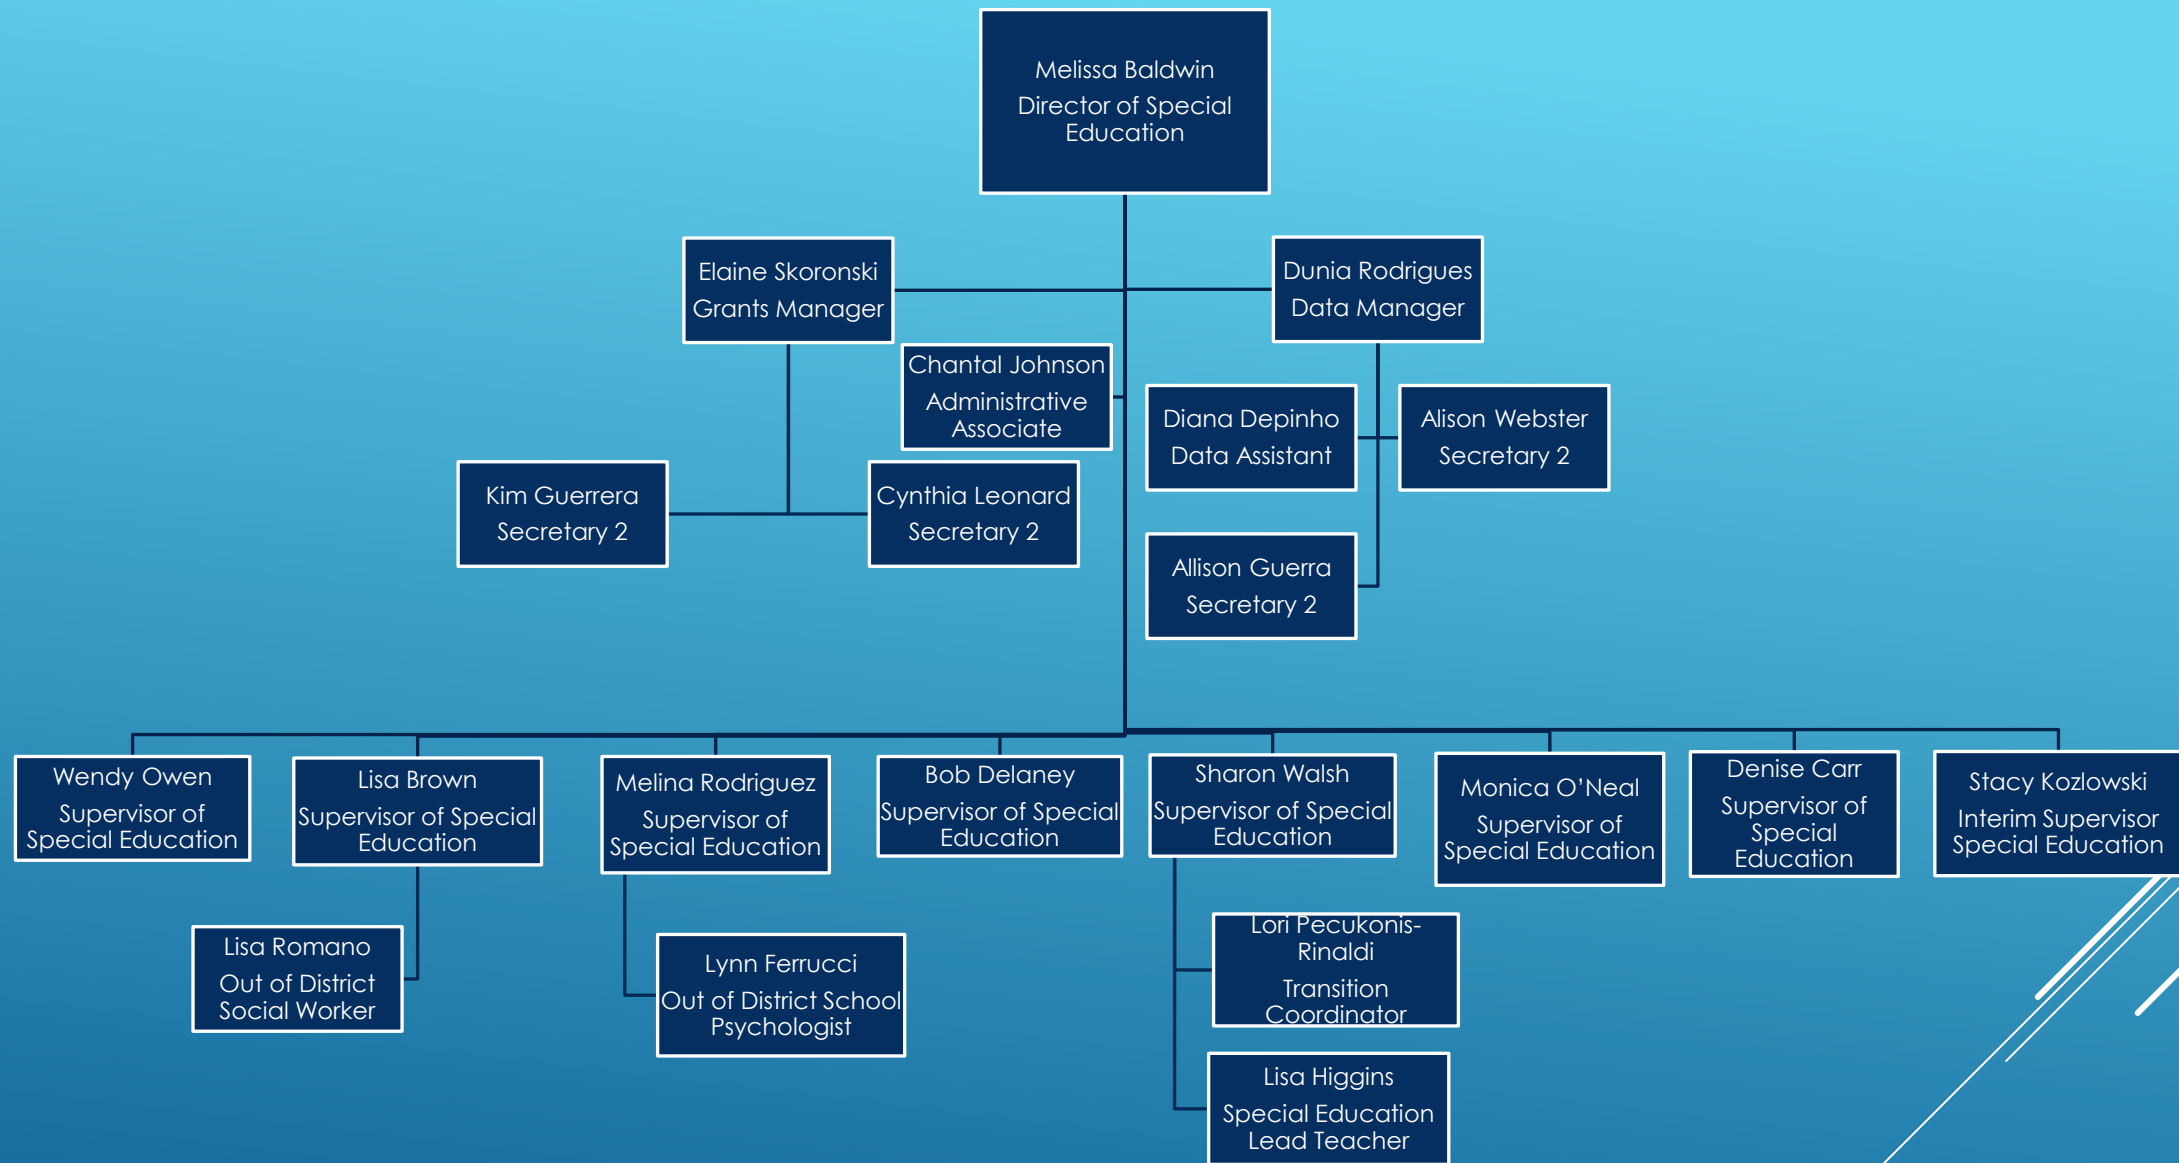 Melissa Baldwin
Director of Special
Education
Elaine Skoronski
Grants Manager
Dunia Rodrigues
Data Manager
Chantal Johnson
Administrative
Associate
Diana Depinho
Data Assistant
Alison Webster
Secretary 2
Kim Guerrera
Secretary 2
Cynthia Leonard
Secretary 2
Allison Guerra
Secretary 2
Wendy Owen
Supervisor of
Special Education
Lisa Brown
Supervisor of Special
Education
Melina Rodriguez
Supervisor of
Special Education
Bob Delaney
Supervisor of Special
Education
Sharon Walsh
Supervisor of Special
Education
Monica O’Neal
Supervisor of
Special Education
Denise Carr
Supervisor of
Special
Education
Stacy Kozlowski
Interim Supervisor
Special Education
Lisa Romano
Out of District
Social Worker
Lynn Ferrucci
Out of District School
Psychologist
Lori Pecukonis-
Rinaldi
Transition
Coordinator
Lisa Higgins
Special Education
Lead Teacher